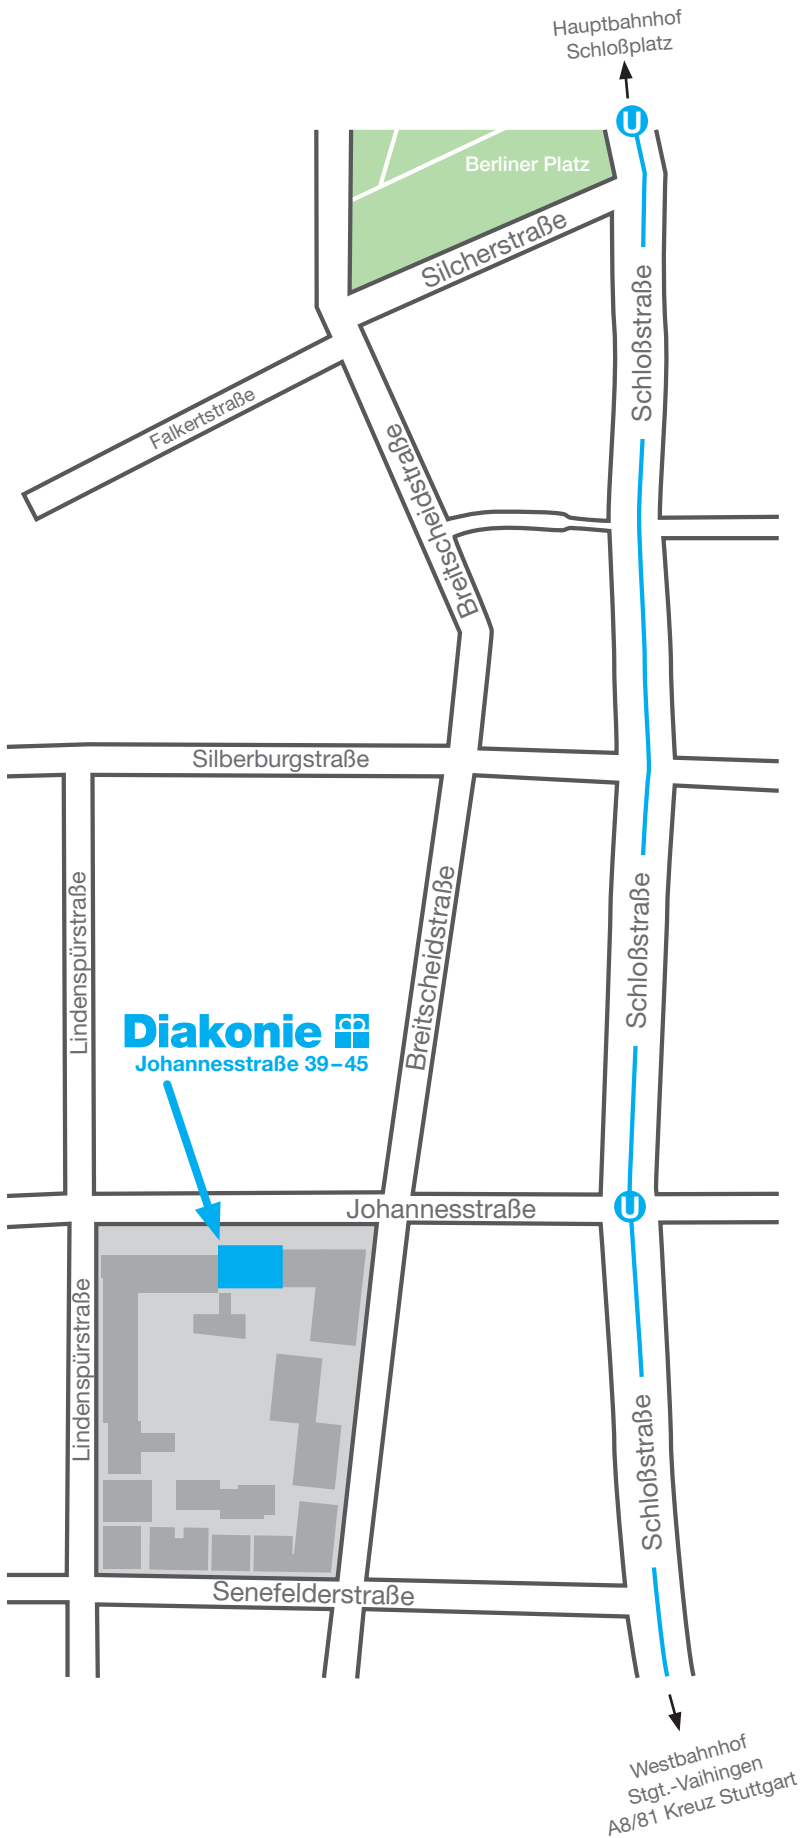 Hauptbahnhof
Schloßplatz
U
Berliner Platz
Silcherstraße
Schloßstraße
Falkertstraße
Breitscheidstraße
Silberburgstraße
Lindenspürstraße
Breitscheidstraße
Schloßstraße
Diakonie
Johannesstraße 39–45
Johannesstraße
U
Lindenspürstraße
Schloßstraße
Senefelderstraße
Westbahnhof
Stgt.-Vaihingen
A8/81 Kreuz Stuttgart